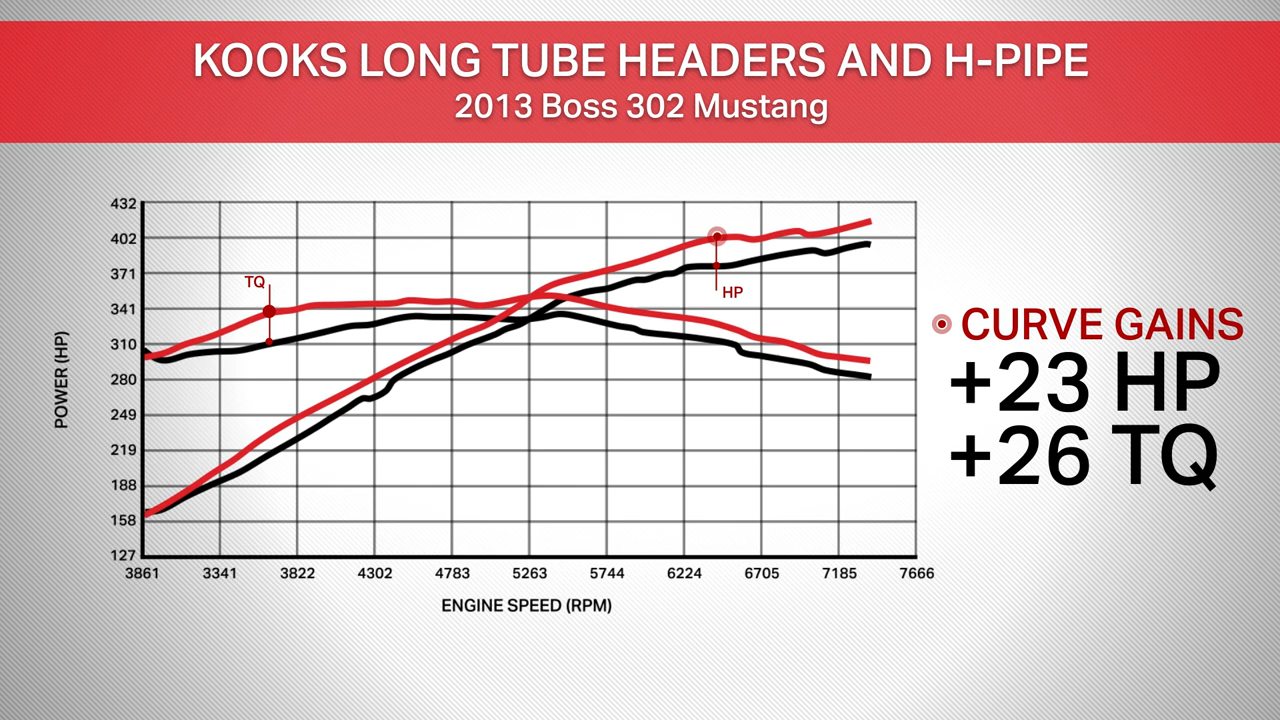 KOOKS LONG TUBE HEADERS AND H-PIPE
2013 Boss 302 Mustang
432
402
371
341
310
280
249
219
188
158
127
POWER (HP)
TQ
HP
3861 3341 3822 4302 4783 5263 5744 6224 6705 7185 7666
ENGINE SPEED (RPM)
CURVE GAINS
+23 HP
+26 TQ